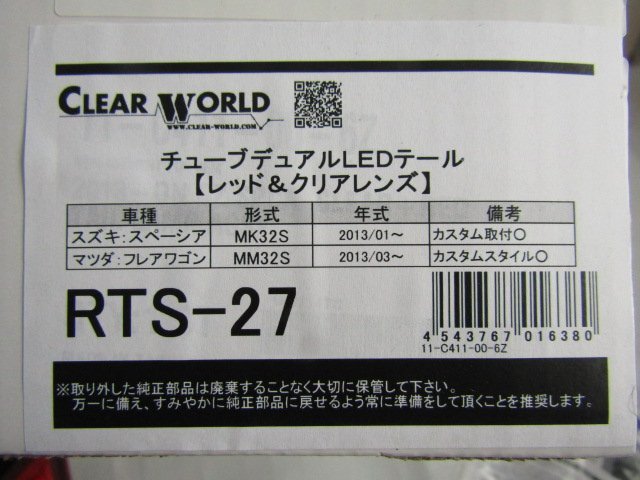 CLEAR WORLD
WWW.CLEAR-WORLD.COM
チューブデュアルLEDテール
【レッド＆クリアレンズ】
車種 形式 年式 備考
スズキ：スペーシア MK32S 2013/01～ カスタム取付○
マツダ：フレアワゴン MM32S 2013/03～ カスタムスタイル○
RTS-27
4 543767 016380
11-C411-00-6Z
※取り外した純正部品は廃棄することなく大切に保管して下さい。
万一に備え、すみやかに純正部品に戻せるよう常に準備をして頂くことを推奨します。